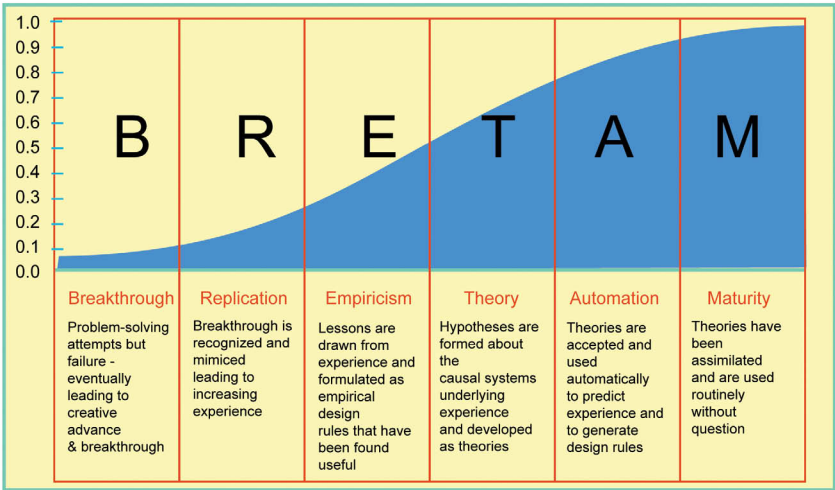 1.0
0.9
0.8
0.7
0.6
0.5
0.4
0.3
0.2
0.1
0.0
B R E T A M
Breakthrough
Problem-solving
attempts but
failure -
eventually
leading to
creative
advance
& breakthrough
Replication
Breakthrough is
recognized and
mimiced
leading to
increasing
experience
Empiricism
Lessons are
drawn from
experience and
formulated as
empirical
design
rules that have
been found
useful
Theory
Hypotheses are
formed about
the
causal systems
underlying
experience
and developed
as theories
Automation
Theories are
accepted and
used
automatically
to predict
experience and
to generate
design rules
Maturity
Theories have
been
assimilated
and are used
routinely
without
question